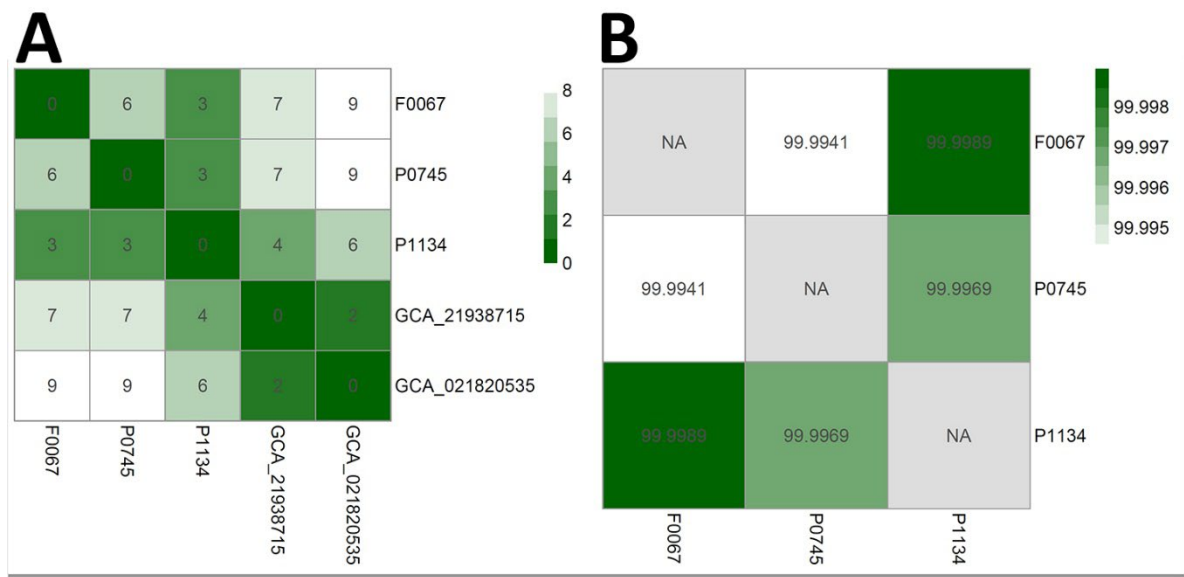 A
0 6 3 7 9 F0067
6 0 3 7 9 P0745
3 3 0 4 6 P1134
7 7 4 0 2 GCA_21938715
9 9 6 2 0 GCA_021820535
F0067 P0745 P1134 GCA_21938715 GCA_021820535
8
6
4
2
0
B
NA 99.9941 99.9989 F0067
99.9941 NA 99.9969 P0745
99.9989 99.9969 NA P1134
F0067 P0745 P1134
99.998
99.997
99.996
99.995